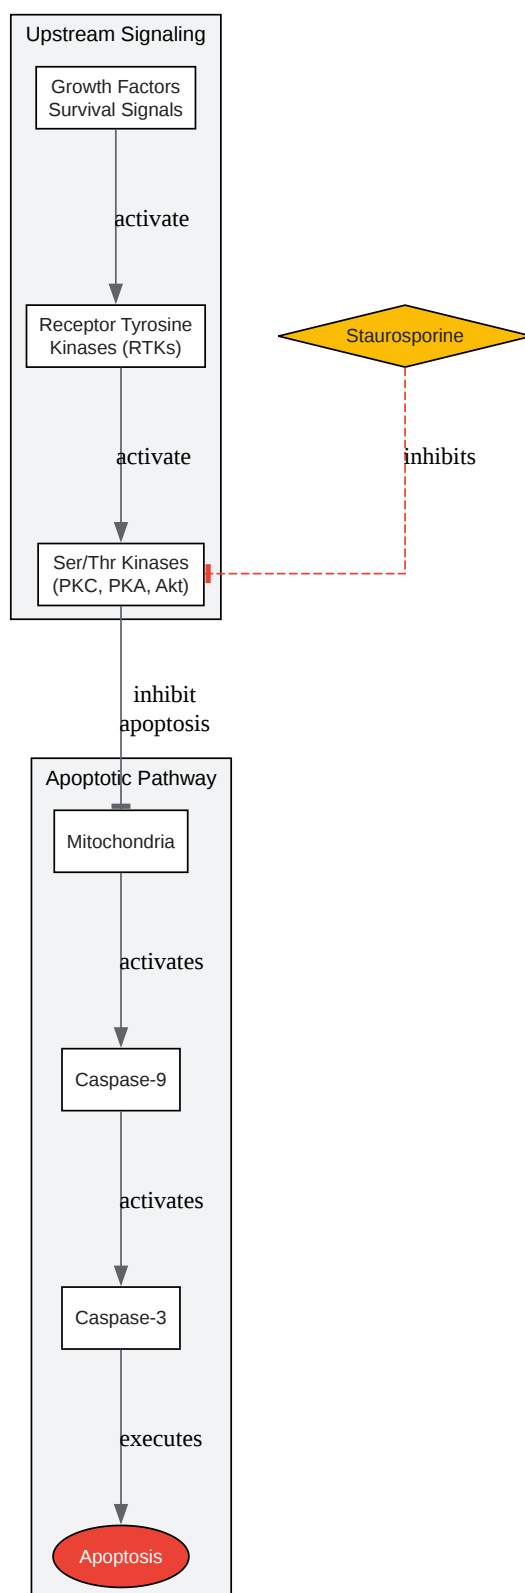 Upstream Signaling
Growth Factors
Survival Signals
activate
Receptor Tyrosine
Kinases (RTKs)
Staurosporine
activate
inhibits
Ser/Thr Kinases
(PKC, PKA, Akt)
inhibit
apoptosis
Apoptotic Pathway
Mitochondria
activates
Caspase-9
activates
Caspase-3
executes
Apoptosis